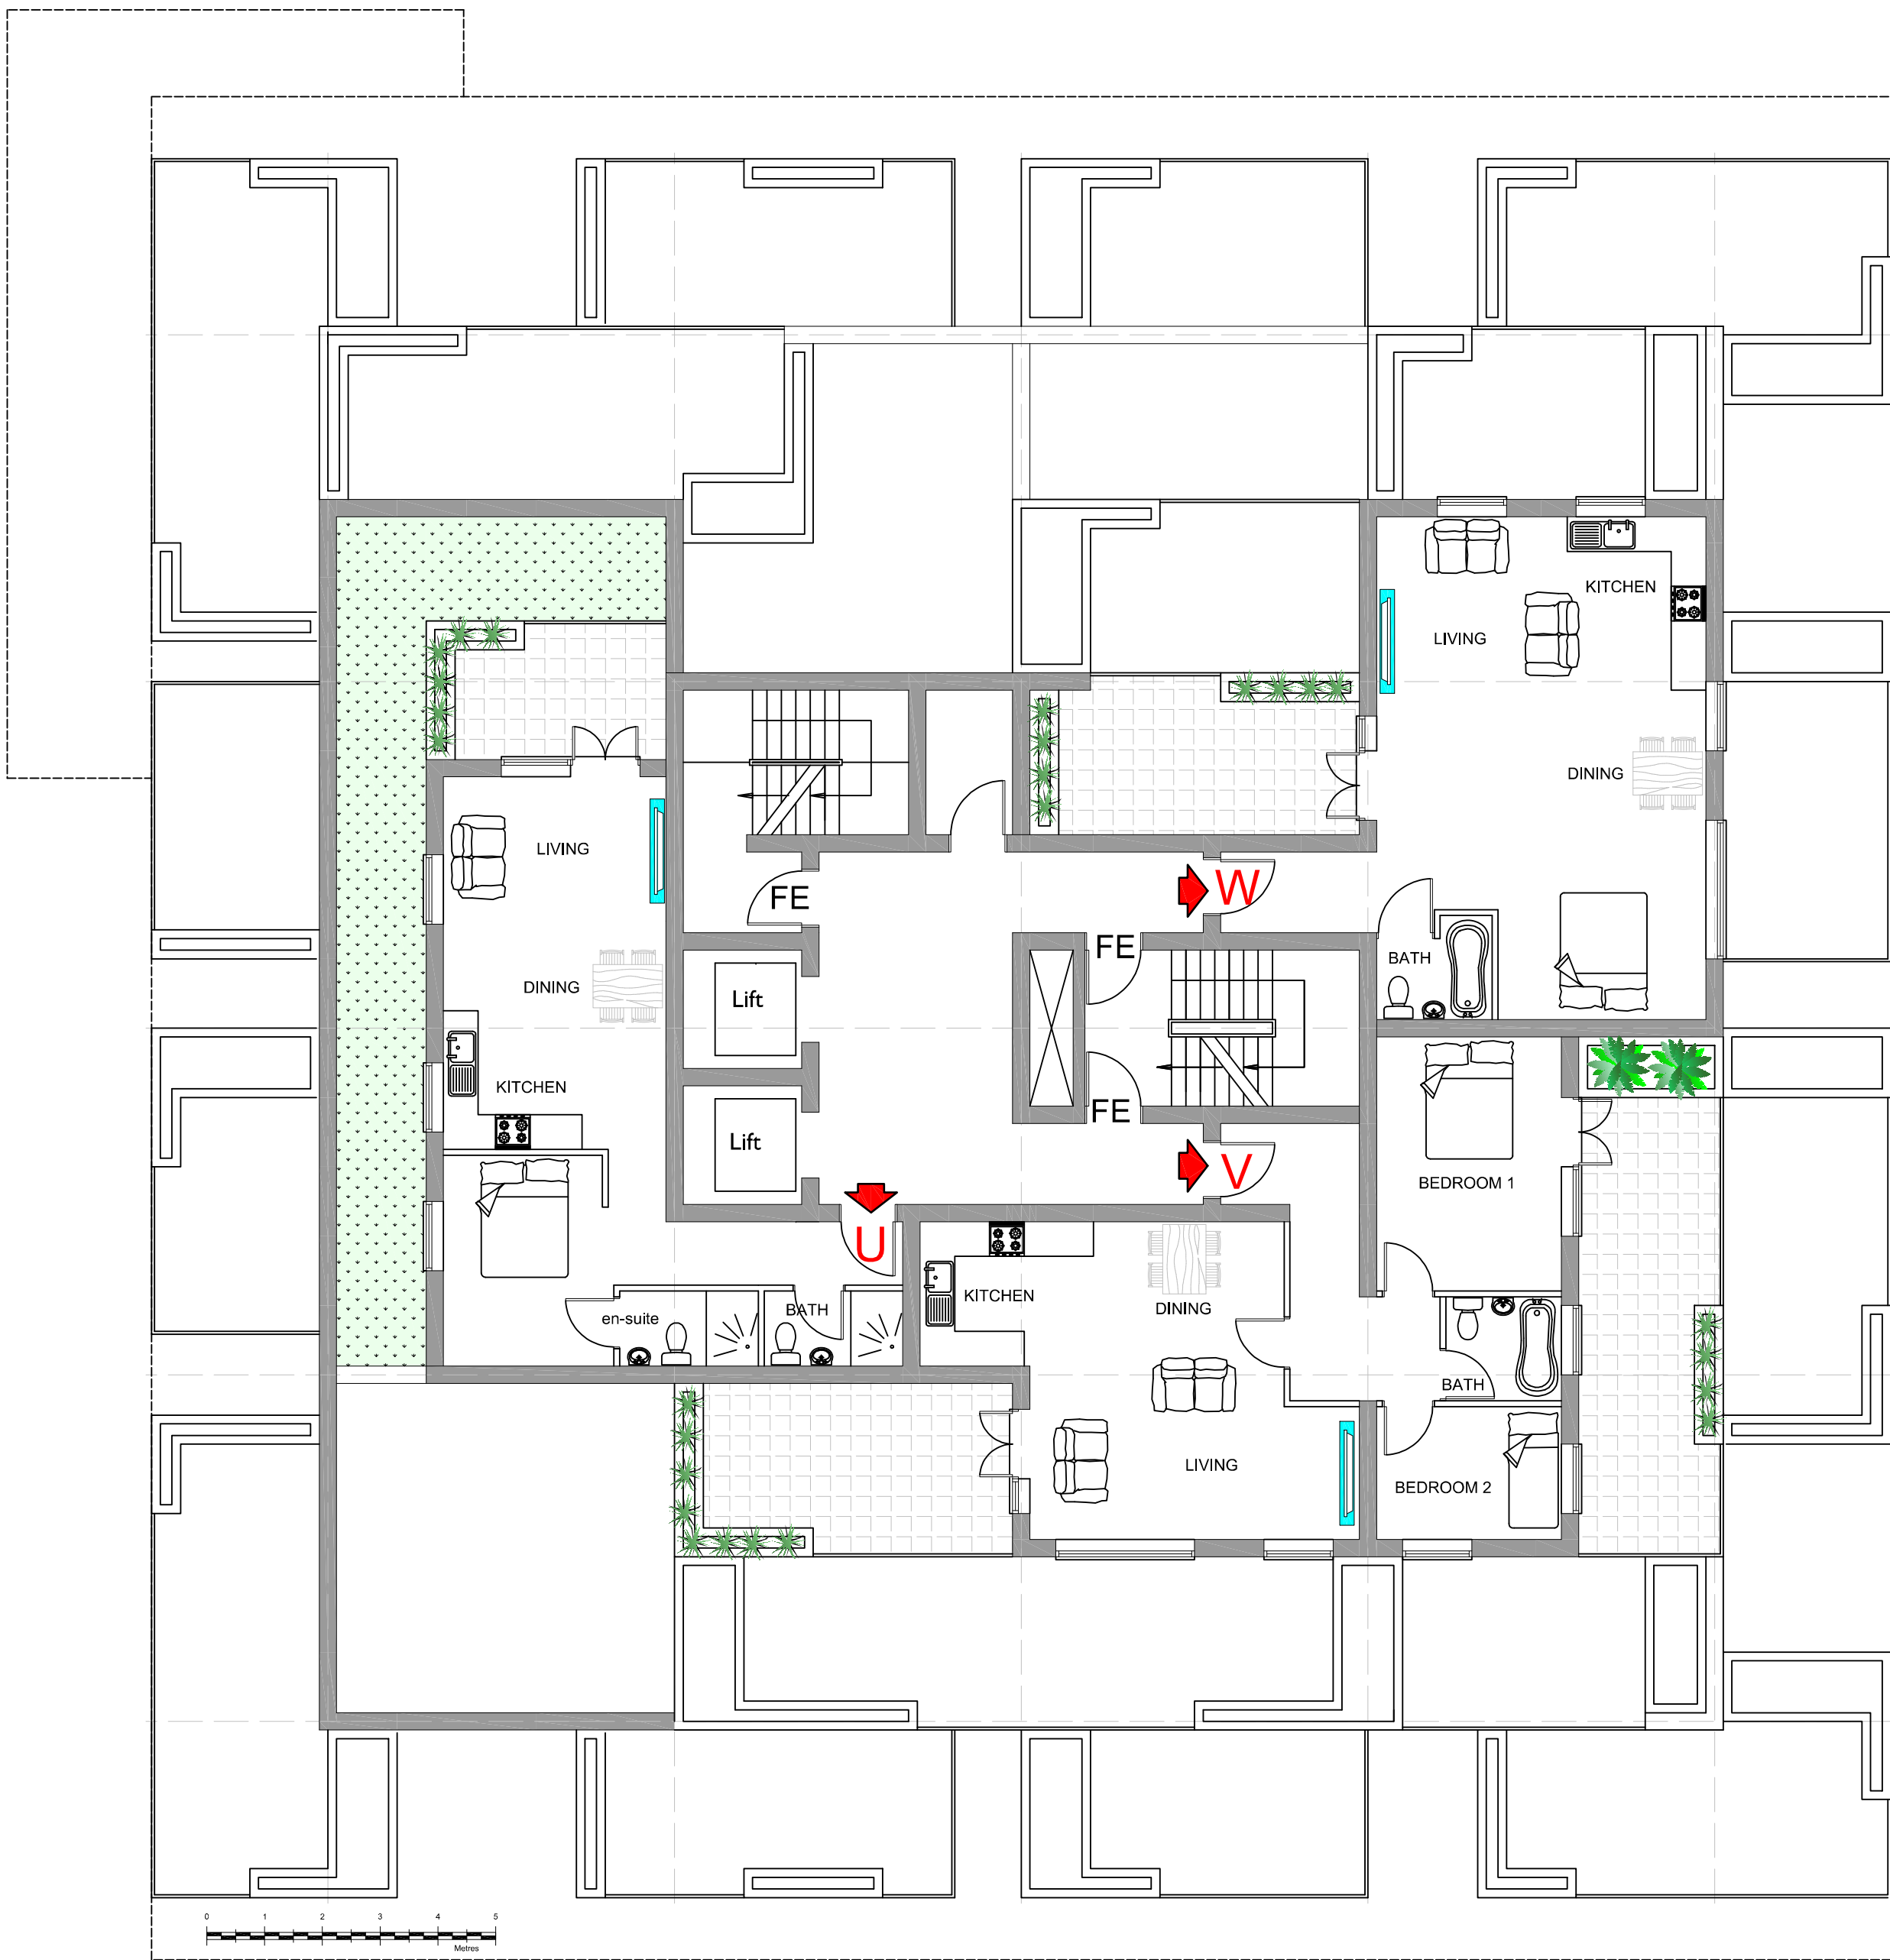 KITCHEN
LIVING
DINING
LIVING
FE
W
FE
BATH
DINING
Lift
KITCHEN
FE
Lift
V
BEDROOM 1
U
KITCHEN
DINING
en-suite
BATH
BATH
LIVING
BEDROOM 2
0 1 2 3 4 5
Metres